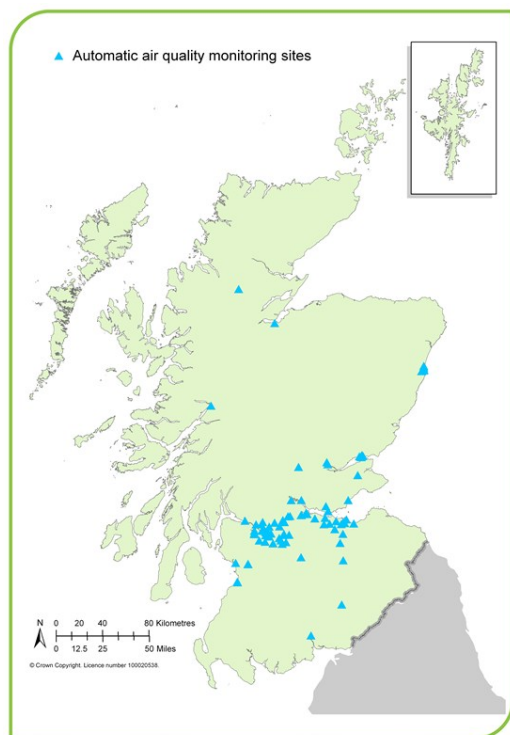 Automatic air quality monitoring sites
0 20 40 80 Kilometres
N
0 12.5 25 50 Miles
© Crown Copyright. Licence number 100020538.